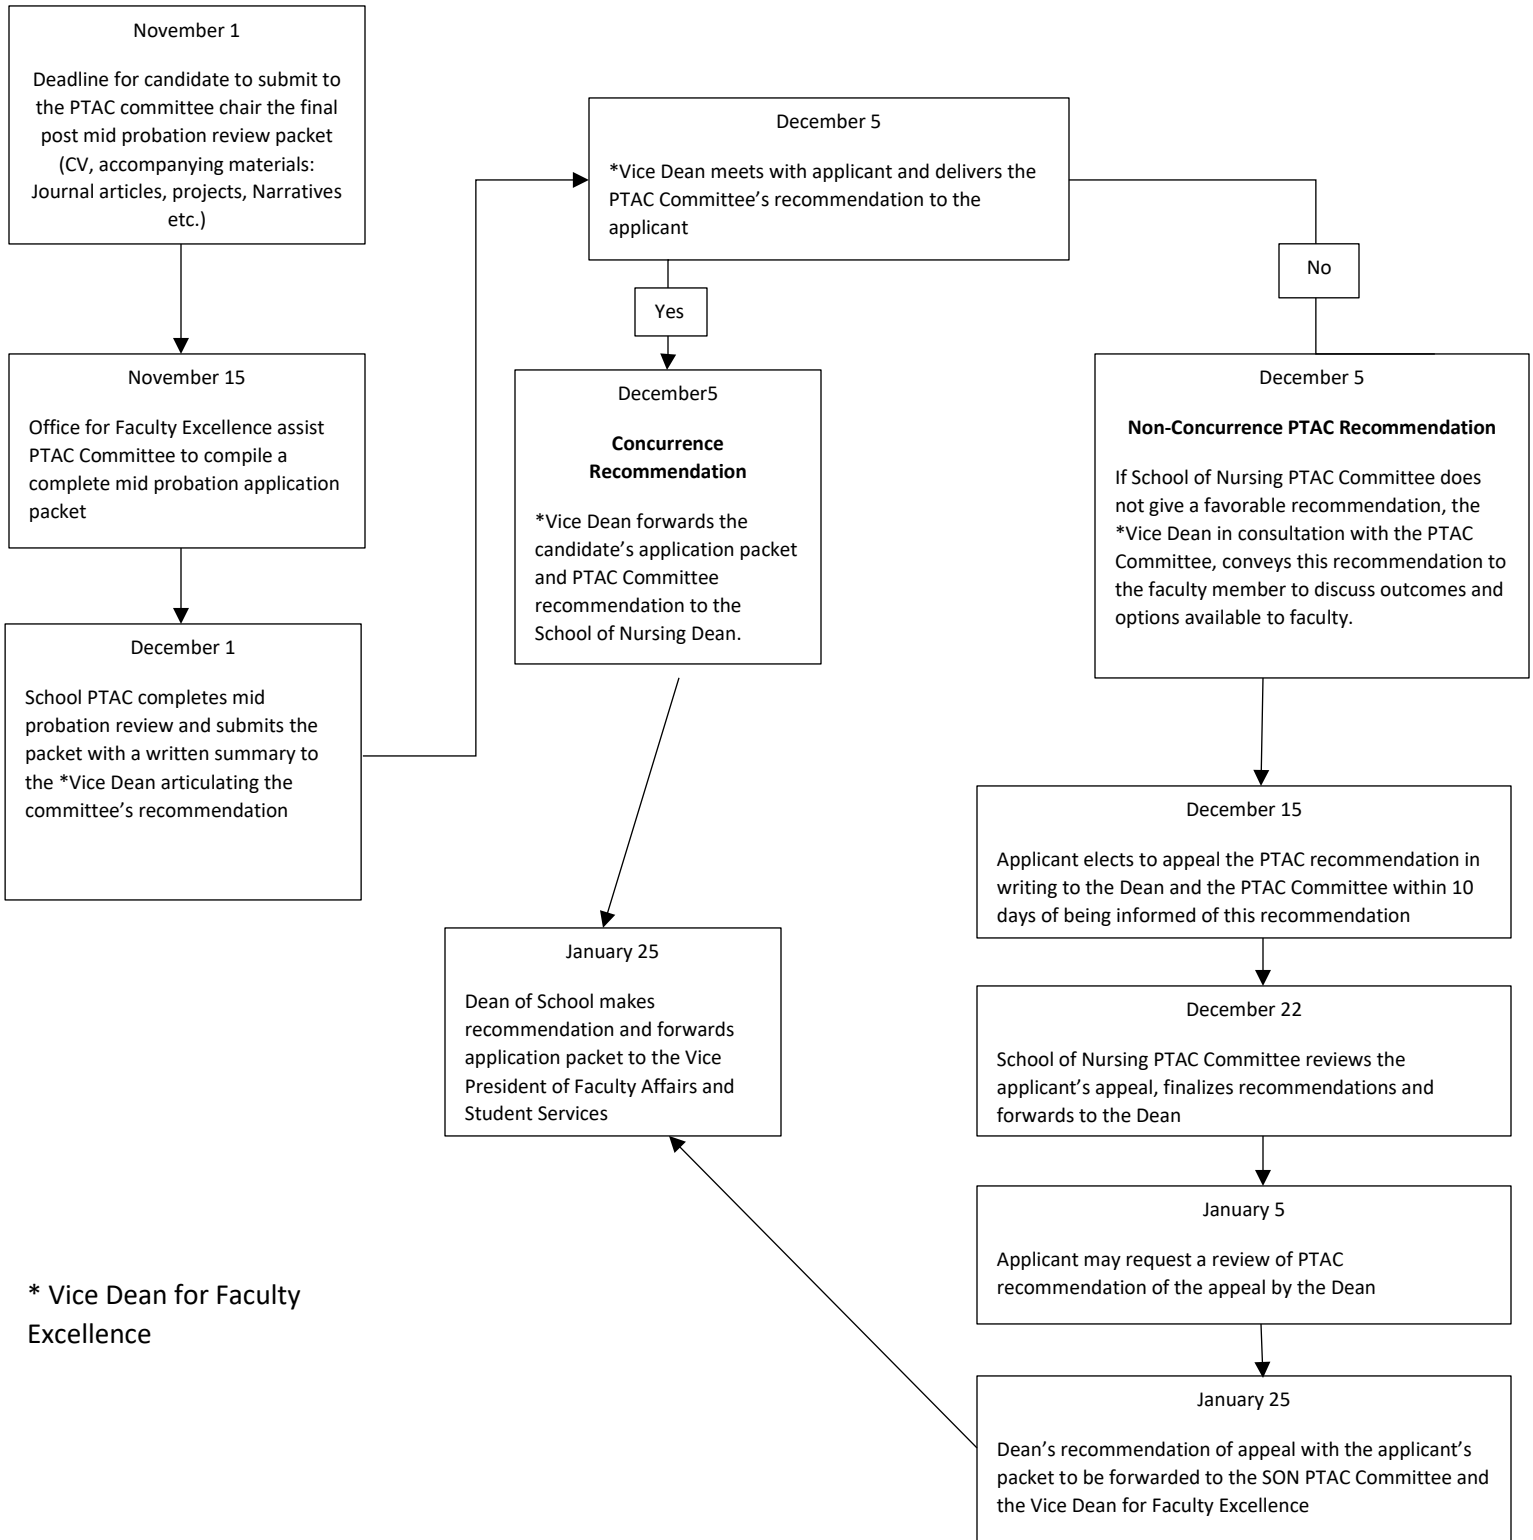 November 1
Deadline for candidate to submit to
the PTAC committee chair the final
post mid probation review packet
(CV, accompanying materials:
Journal articles, projects, Narratives
etc.)
November 15
Office for Faculty Excellence assist
PTAC Committee to compile a
complete mid probation application
packet
December 1
School PTAC completes mid
probation review and submits the
packet with a written summary to
the *Vice Dean articulating the
committee’s recommendation
December 5
*Vice Dean meets with applicant and delivers the
PTAC Committee’s recommendation to the
applicant
Yes
December5
Concurrence
Recommendation
*Vice Dean forwards the
candidate’s application packet
and PTAC Committee
recommendation to the
School of Nursing Dean.
No
December 5
Non-Concurrence PTAC Recommendation
If School of Nursing PTAC Committee does
not give a favorable recommendation, the
*Vice Dean in consultation with the PTAC
Committee, conveys this recommendation to
the faculty member to discuss outcomes and
options available to faculty.
December 15
Applicant elects to appeal the PTAC recommendation in
writing to the Dean and the PTAC Committee within 10
days of being informed of this recommendation
December 22
School of Nursing PTAC Committee reviews the
applicant’s appeal, finalizes recommendations and
forwards to the Dean
January 5
Applicant may request a review of PTAC
recommendation of the appeal by the Dean
January 25
Dean’s recommendation of appeal with the applicant’s
packet to be forwarded to the SON PTAC Committee and
the Vice Dean for Faculty Excellence
January 25
Dean of School makes
recommendation and forwards
application packet to the Vice
President of Faculty Affairs and
Student Services
* Vice Dean for Faculty
Excellence